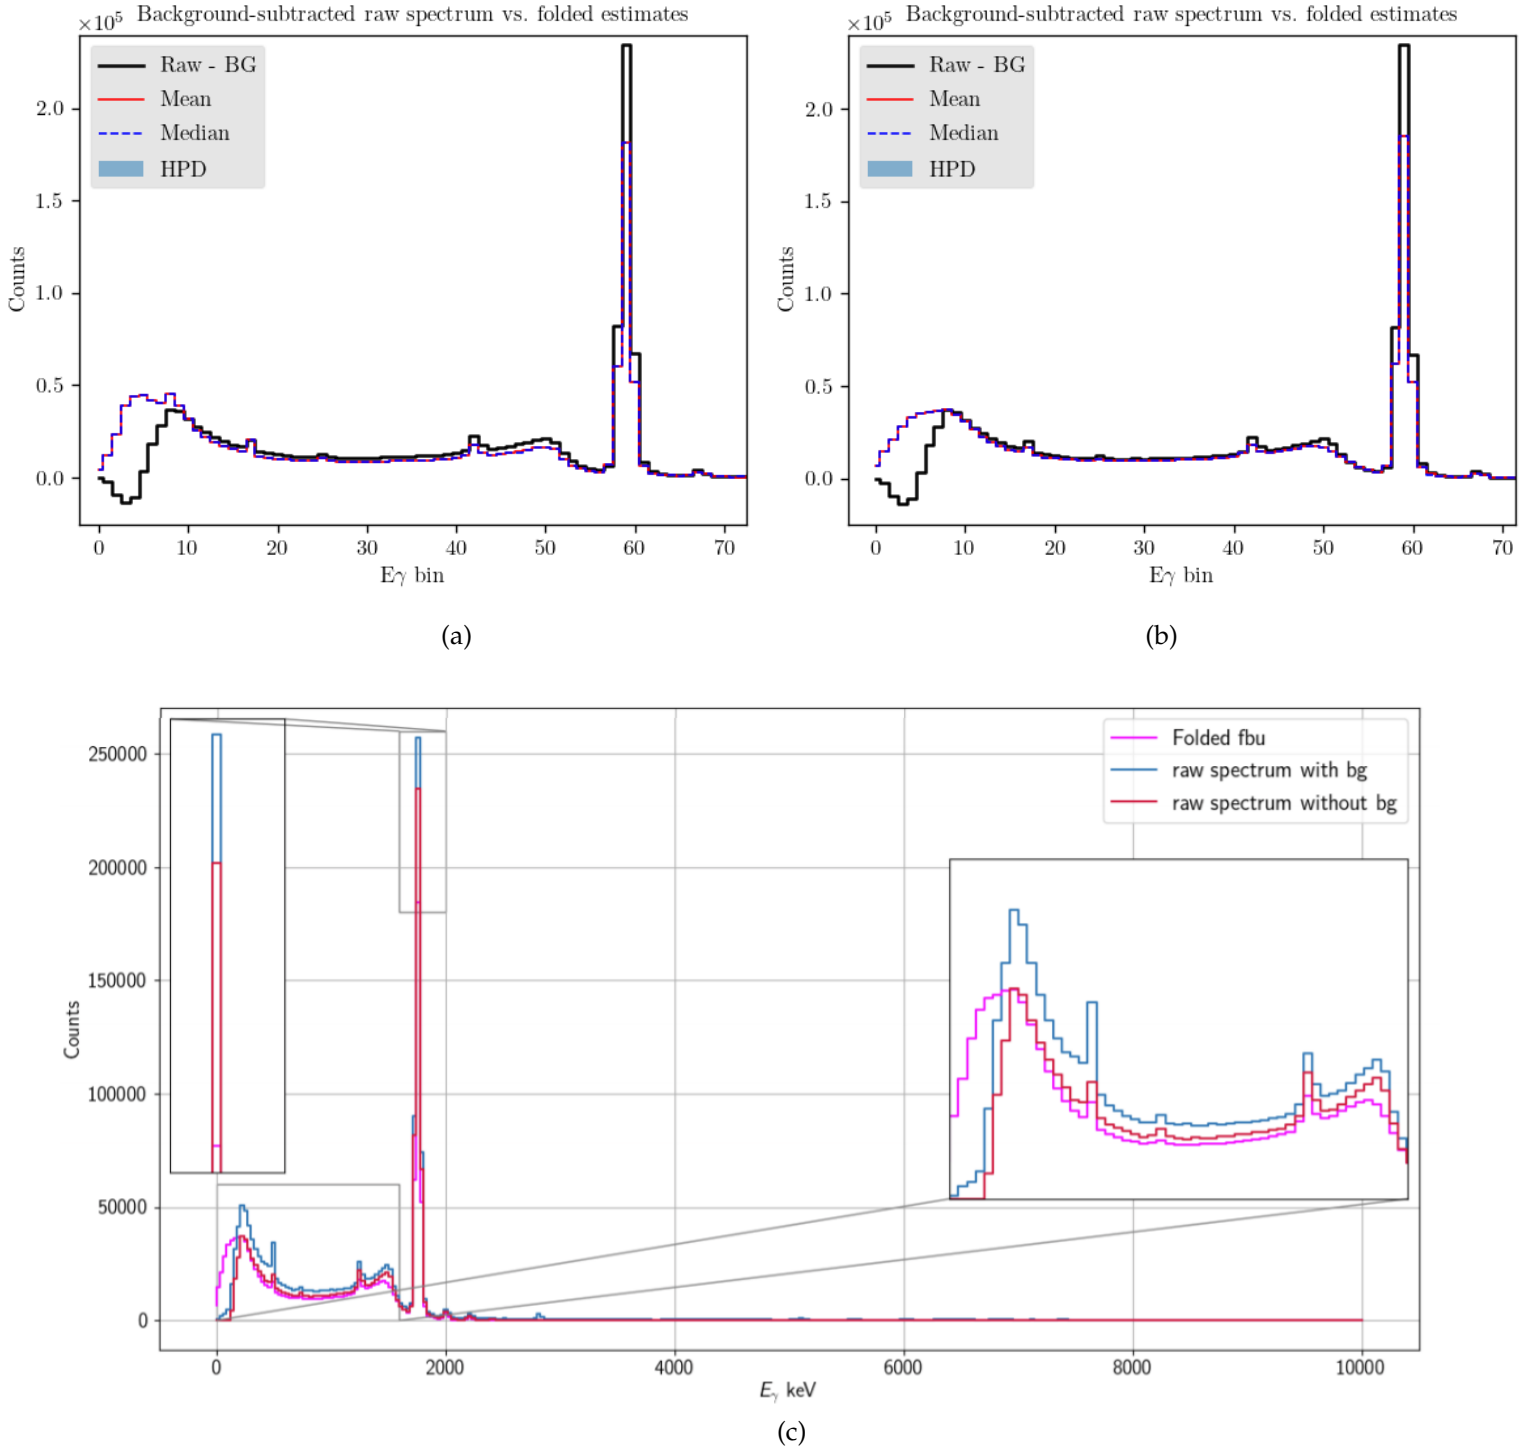 Background-subtracted raw spectrum vs. folded estimates
×10⁵
Raw - BG
Mean
Median
HPD
Counts
2.0
1.5
1.0
0.5
0.0
0 10 20 30 40 50 60 70
Eγ bin
(a)
Background-subtracted raw spectrum vs. folded estimates
×10⁵
Raw - BG
Mean
Median
HPD
Counts
2.0
1.5
1.0
0.5
0.0
0 10 20 30 40 50 60 70
Eγ bin
(b)
Folded fbu
raw spectrum with bg
raw spectrum without bg
Counts
250000
200000
150000
100000
50000
0
0 2000 4000 6000 8000 10000
Eγ keV
(c)